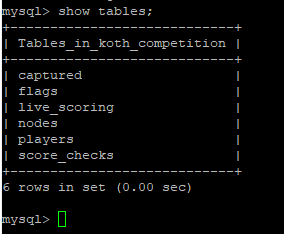 mysql> show tables;
+----------------------------+
| Tables_in_koth_competition |
+----------------------------+
| captured                   |
| flags                      |
| live_scoring               |
| nodes                      |
| players                    |
| score_checks               |
+----------------------------+
6 rows in set (0.00 sec)
mysql>